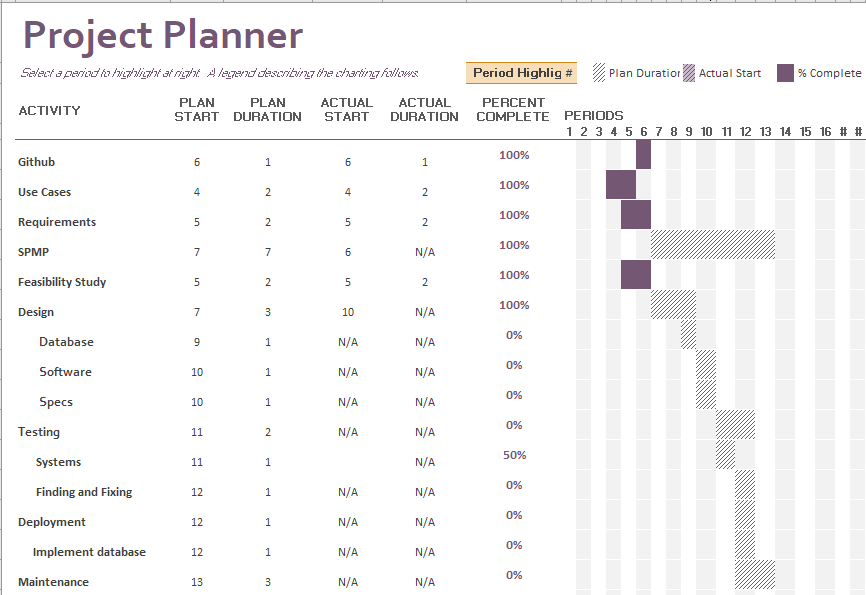 Project Planner
Select a period to highlight at right. A legend describing the charting follows.
Period Highlig #
Plan Duration
Actual Start
% Complete
ACTIVITY PLAN START PLAN DURATION ACTUAL START ACTUAL DURATION PERCENT COMPLETE PERIODS
1 2 3 4 5 6 7 8 9 10 11 12 13 14 15 16 # #
Github 6 1 6 1 100%
Use Cases 4 2 4 2 100%
Requirements 5 2 5 2 100%
SPMP 7 7 6 N/A 100%
Feasibility Study 5 2 5 2 100%
Design 7 3 10 N/A 100%
Database 9 1 N/A N/A 0%
Software 10 1 N/A N/A 0%
Specs 10 1 N/A N/A 0%
Testing 11 2 N/A N/A 0%
Systems 11 1 N/A 50%
Finding and Fixing 12 1 N/A N/A 0%
Deployment 12 1 N/A N/A 0%
Implement database 12 1 N/A N/A 0%
Maintenance 13 3 N/A N/A 0%